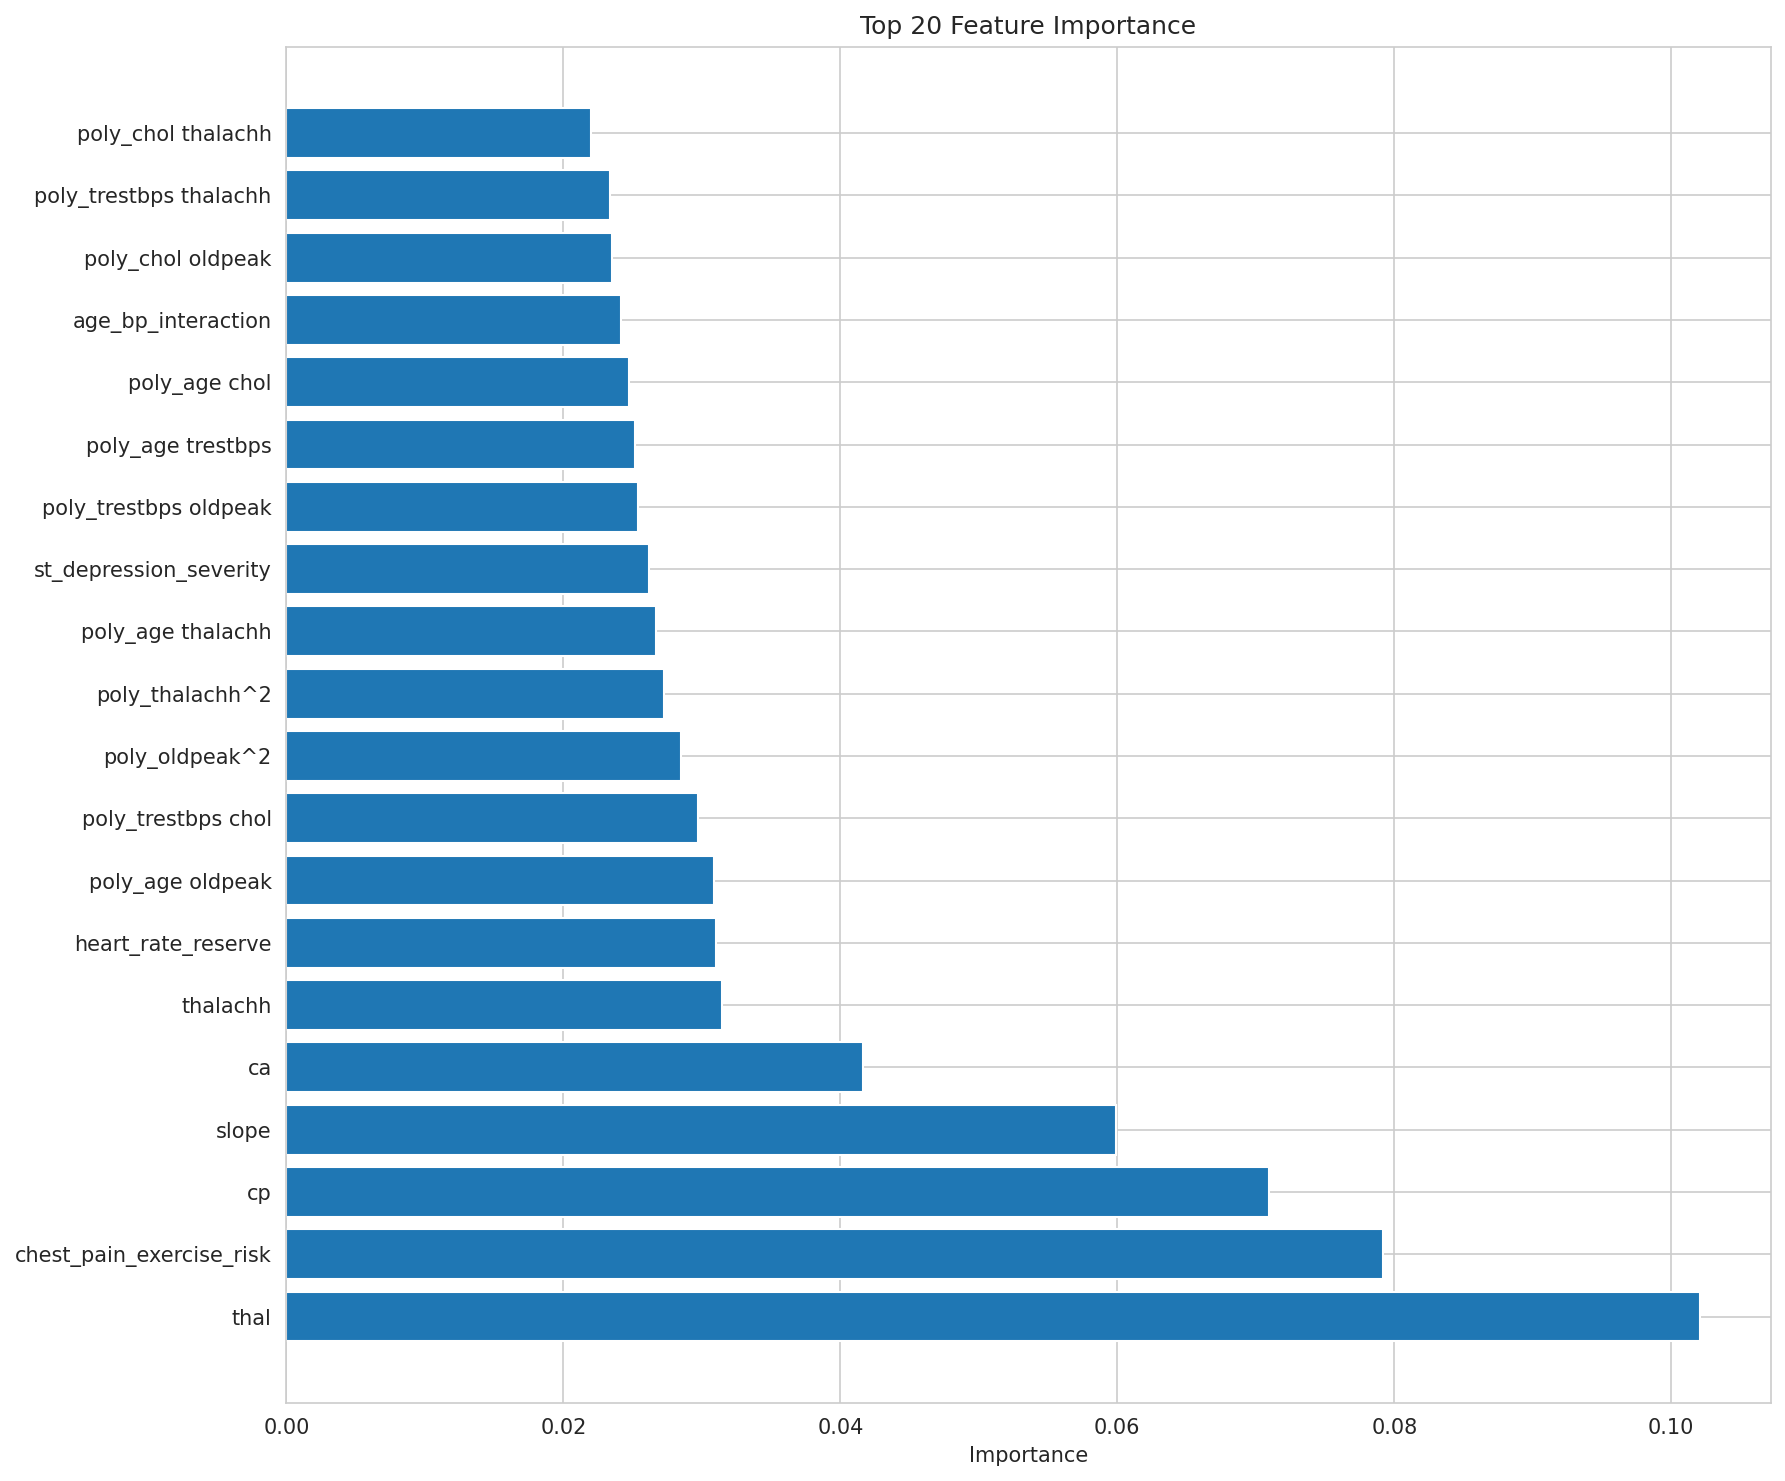 Top 20 Feature Importance
poly_chol thalachh
poly_trestbps thalachh
poly_chol oldpeak
age_bp_interaction
poly_age chol
poly_age trestbps
poly_trestbps oldpeak
st_depression_severity
poly_age thalachh
poly_thalachh^2
poly_oldpeak^2
poly_trestbps chol
poly_age oldpeak
heart_rate_reserve
thalachh
ca
slope
cp
chest_pain_exercise_risk
thal
0.00 0.02 0.04 0.06 0.08 0.10
Importance